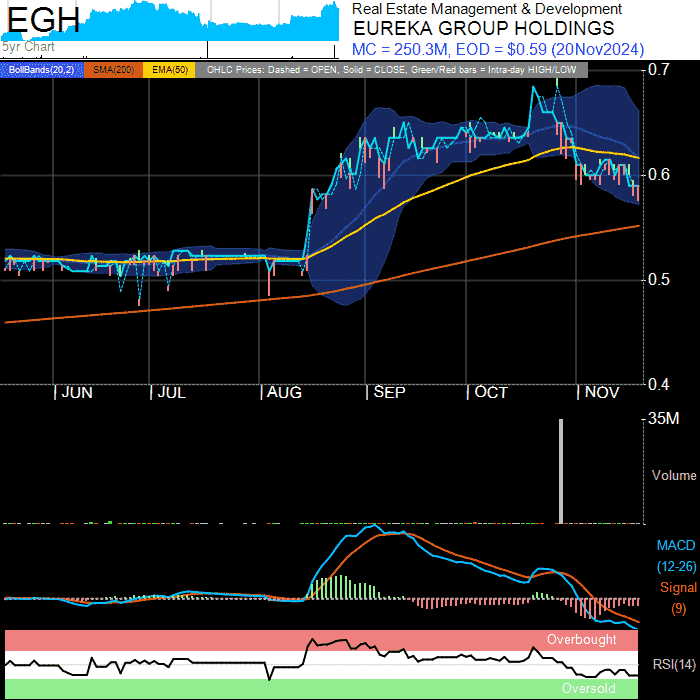 EGH
5yr Chart
Real Estate Management & Development
EUREKA GROUP HOLDINGS
MC = 250.3M, EOD = $0.59 (20Nov2024)
BollBands(20,2) SMA(200) EMA(50) OHLC Prices: Dashed = OPEN, Solid = CLOSE, Green/Red bars = Intra-day HIGH/LOW
0.7
0.6
0.5
0.4
JUN JUL AUG SEP OCT NOV
35M
Volume
MACD
(12-26)
Signal
(9)
Overbought
RSI(14)
Oversold